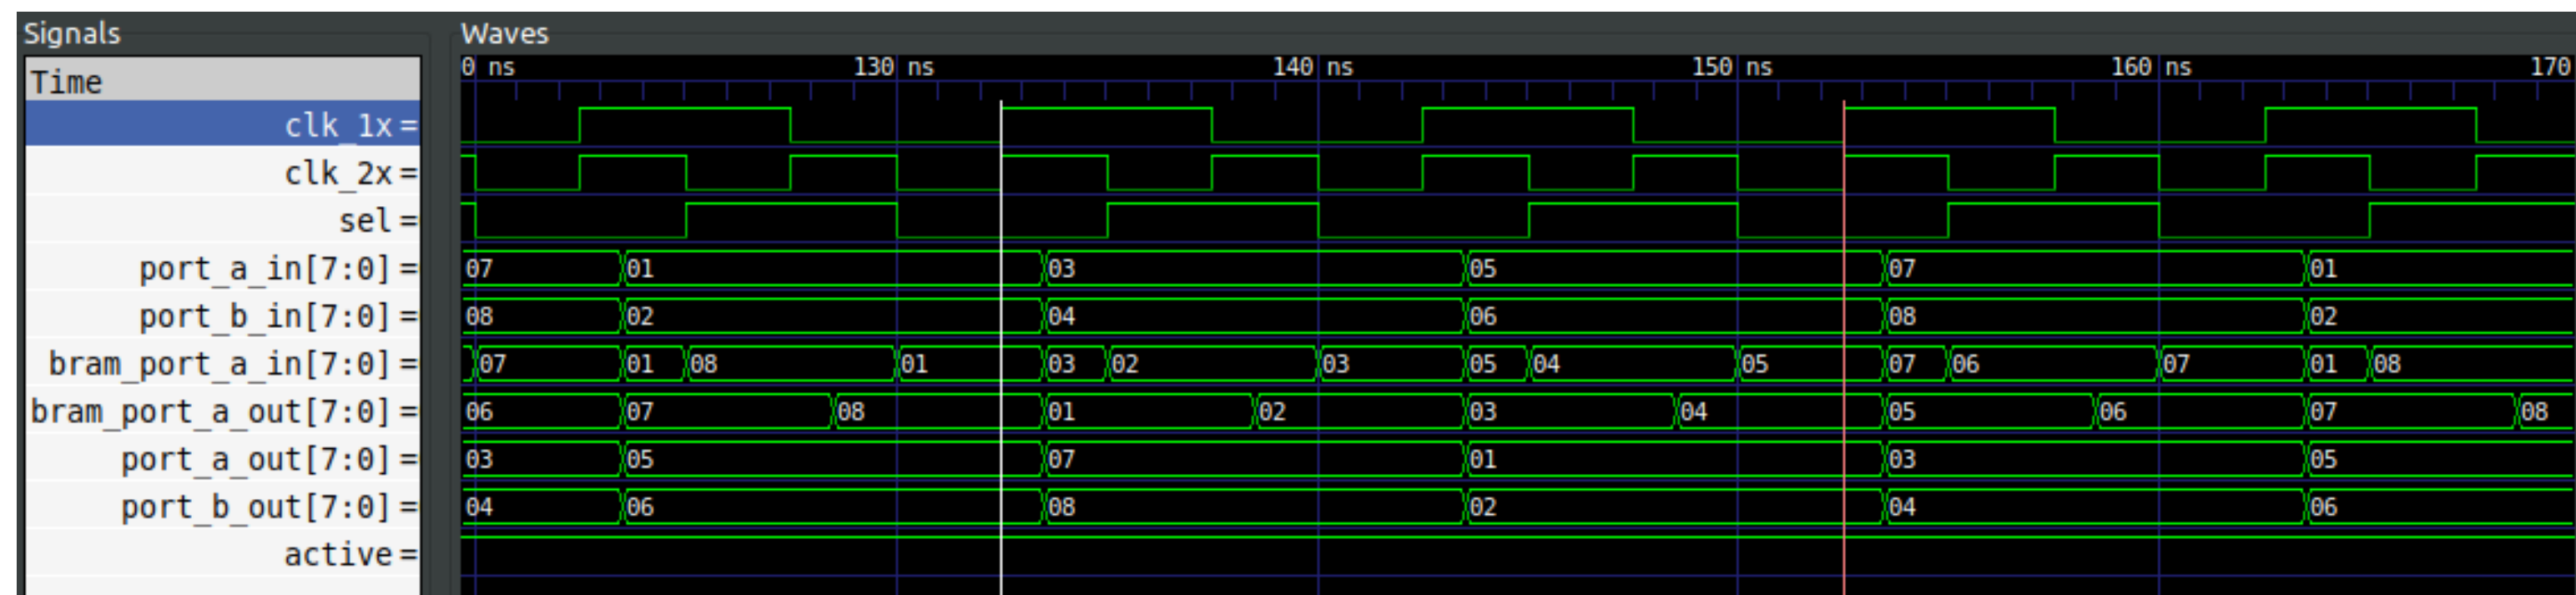 Signals Waves
Time 0 ns 130 ns 140 ns 150 ns 160 ns 170
clk_1x=
clk_2x=
sel=
port_a_in[7:0]= 07 01 03 05 07 01
port_b_in[7:0]= 08 02 04 06 08 02
bram_port_a_in[7:0]= 07 01 08 01 03 02 03 05 04 05 07 06 07 01 08
bram_port_a_out[7:0]= 06 07 08 01 02 03 04 05 06 07 08
port_a_out[7:0]= 03 05 07 01 03 05
port_b_out[7:0]= 04 06 08 02 04 06
active=